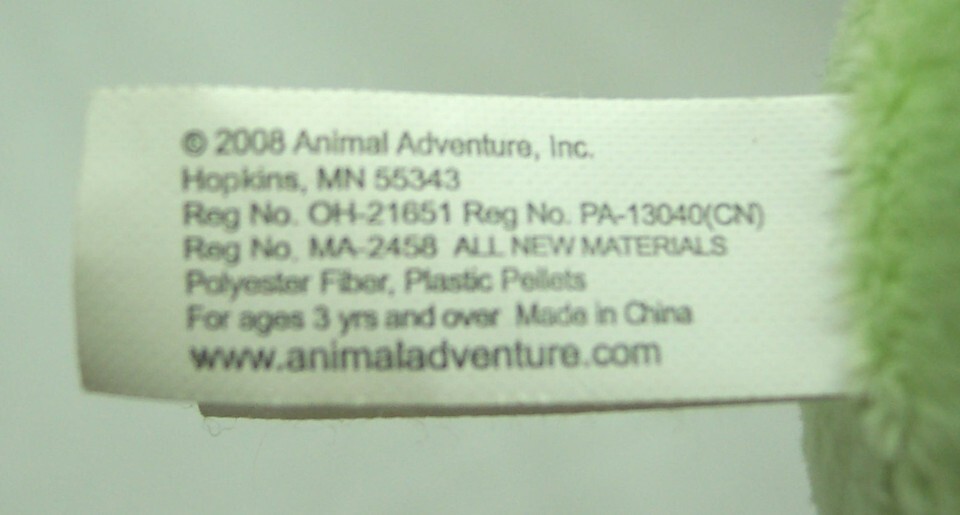 © 2008 Animal Adventure, Inc.
Hopkins, MN 55343
Reg No. OH-21651 Reg No. PA-13040(CN)
Reg No. MA-2458 ALL NEW MATERIALS
Polyester Fiber, Plastic Pellets
For ages 3 yrs and over Made in China
www.animaladventure.com